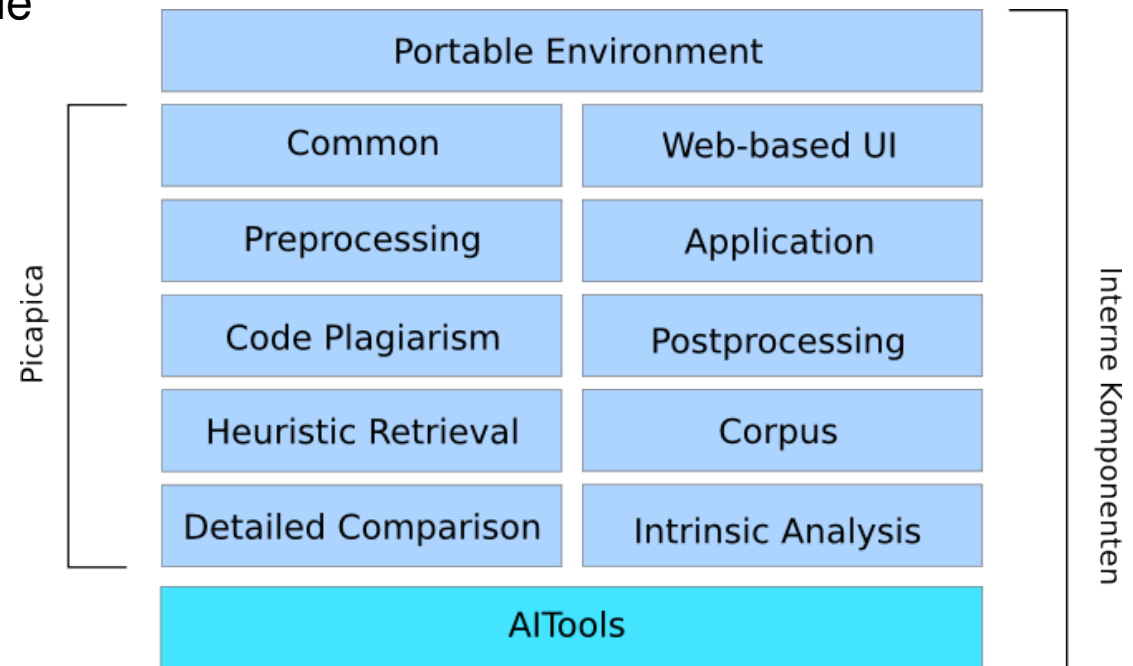 Portable Environment
Picapica
Common
Web-based UI
Preprocessing
Application
Code Plagiarism
Postprocessing
Heuristic Retrieval
Corpus
Detailed Comparison
Intrinsic Analysis
AITools
Interne Komponenten